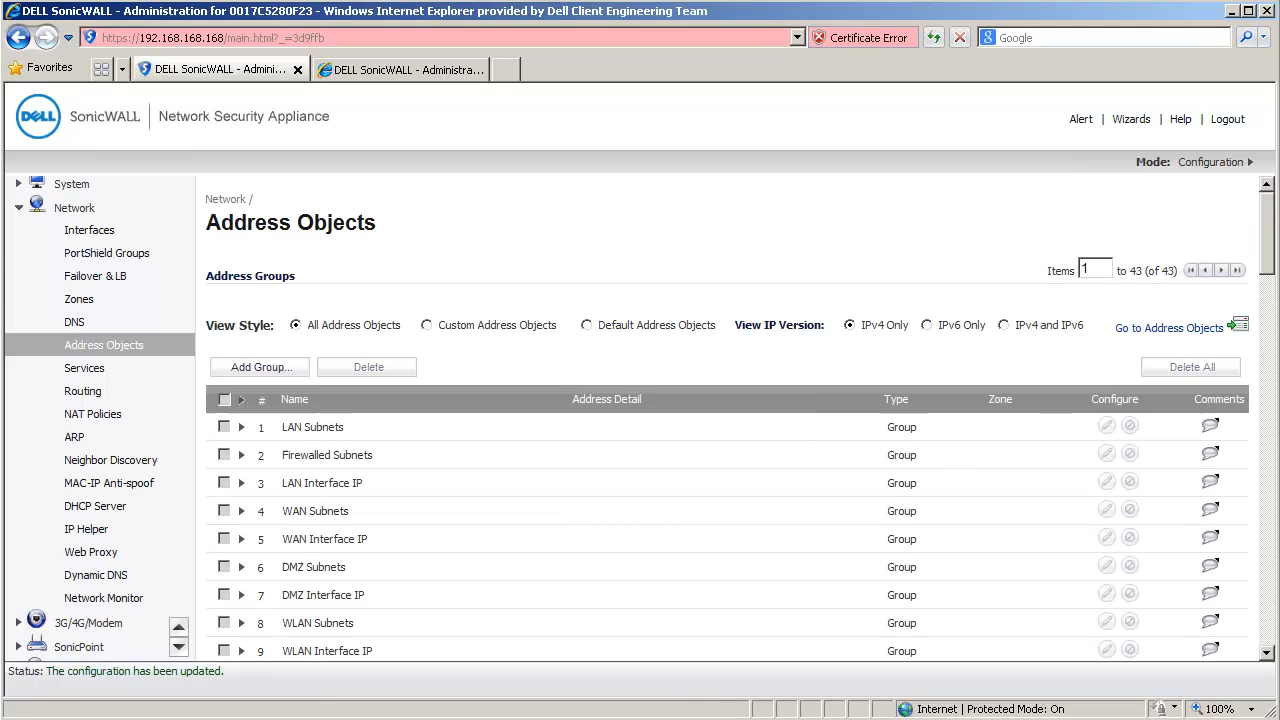 DELL SonicWALL - Administration for 0017C5280F23 - Windows Internet Explorer provided by Dell Client Engineering Team
https://192.168.168.168/main.html?_=3d9ffb
Certificate Error
Google
Favorites
DELL SonicWALL - Admini...
DELL SonicWALL - Administra...
DELL SonicWALL | Network Security Appliance
Alert | Wizards | Help | Logout
Mode: Configuration
System
Network
Interfaces
PortShield Groups
Failover & LB
Zones
DNS
Address Objects
Services
Routing
NAT Policies
ARP
Neighbor Discovery
MAC-IP Anti-spoof
DHCP Server
IP Helper
Web Proxy
Dynamic DNS
Network Monitor
3G/4G/Modem
SonicPoint
Network /
Address Objects
Address Groups
Items 1 to 43 (of 43)
View Style: All Address Objects Custom Address Objects Default Address Objects View IP Version: IPv4 Only IPv6 Only IPv4 and IPv6 Go to Address Objects
Add Group... Delete Delete All
# Name Address Detail Type Zone Configure Comments
1 LAN Subnets Group
2 Firewalled Subnets Group
3 LAN Interface IP Group
4 WAN Subnets Group
5 WAN Interface IP Group
6 DMZ Subnets Group
7 DMZ Interface IP Group
8 WLAN Subnets Group
9 WLAN Interface IP Group
Status: The configuration has been updated.
Internet | Protected Mode: On
100%